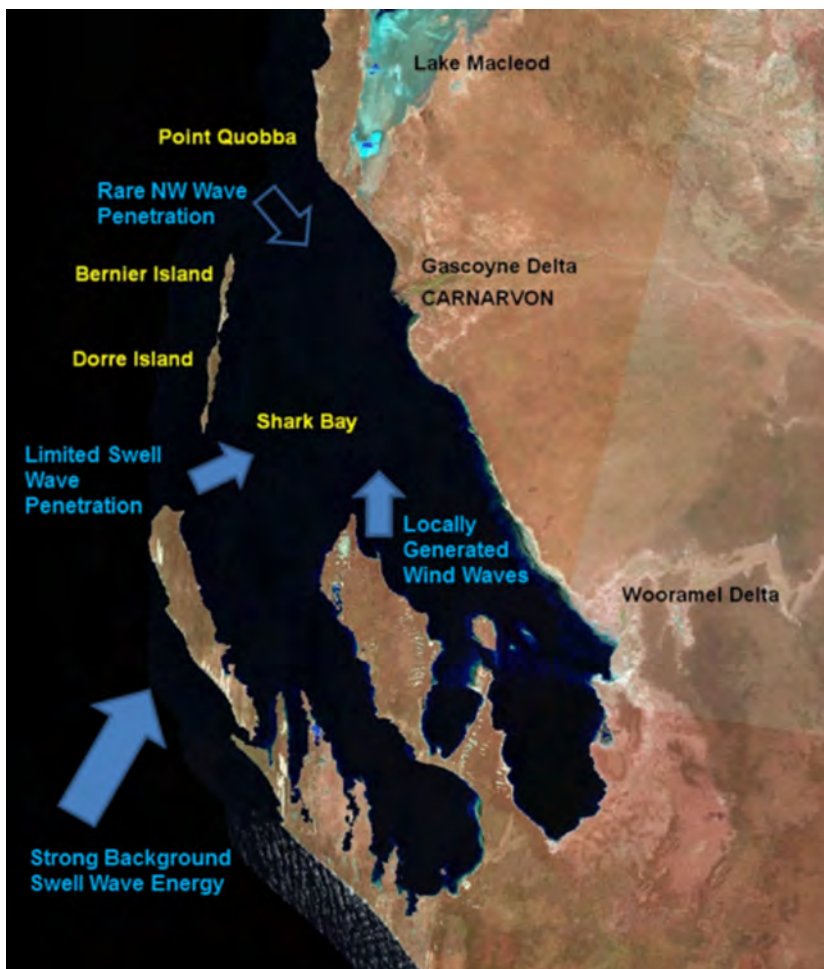 Lake Macleod
Point Quobba
Rare NW Wave
Penetration
Bernier Island
Gascoyne Delta
CARNARVON
Dorre Island
Shark Bay
Limited Swell
Wave
Penetration
Locally
Generated
Wind Waves
Wooramel Delta
Strong Background
Swell Wave Energy